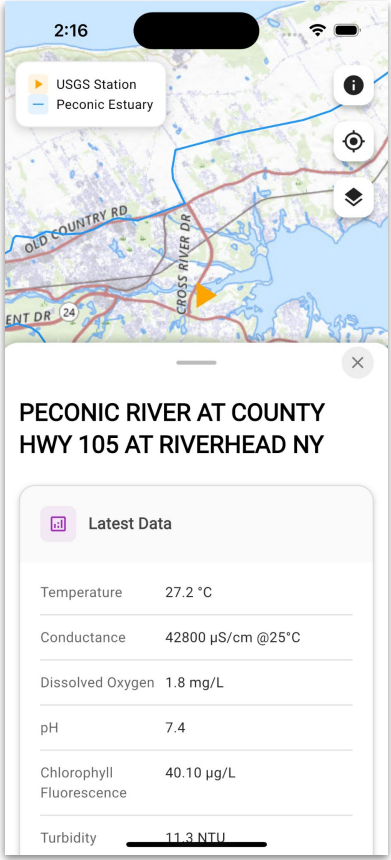 2:16
USGS Station
Peconic Estuary
OLD COUNTRY RD
CROSS RIVER DR
ENT DR
24
PECONIC RIVER AT COUNTY
HWY 105 AT RIVERHEAD NY
Latest Data
Temperature 27.2 °C
Conductance 42800 µS/cm @25°C
Dissolved Oxygen 1.8 mg/L
pH 7.4
Chlorophyll 40.10 µg/L
Fluorescence
Turbidity 11.3 NTU